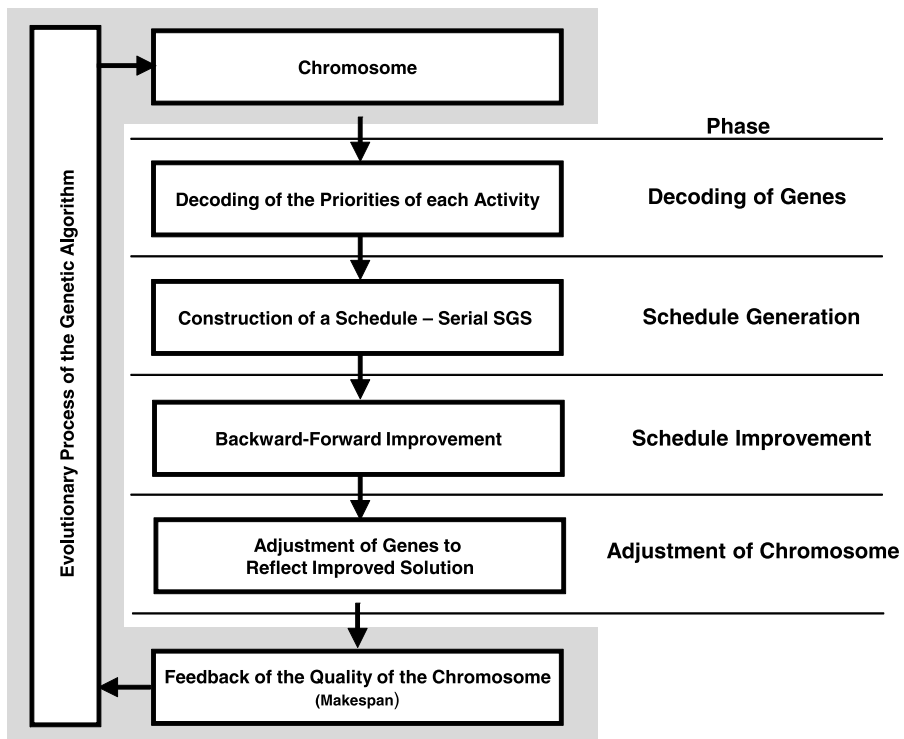 Evolutionary Process of the Genetic Algorithm
Chromosome
Phase
Decoding of the Priorities of each Activity
Decoding of Genes
Construction of a Schedule – Serial SGS
Schedule Generation
Backward-Forward Improvement
Schedule Improvement
Adjustment of Genes to
Reflect Improved Solution
Adjustment of Chromosome
Feedback of the Quality of the Chromosome
(Makespan)